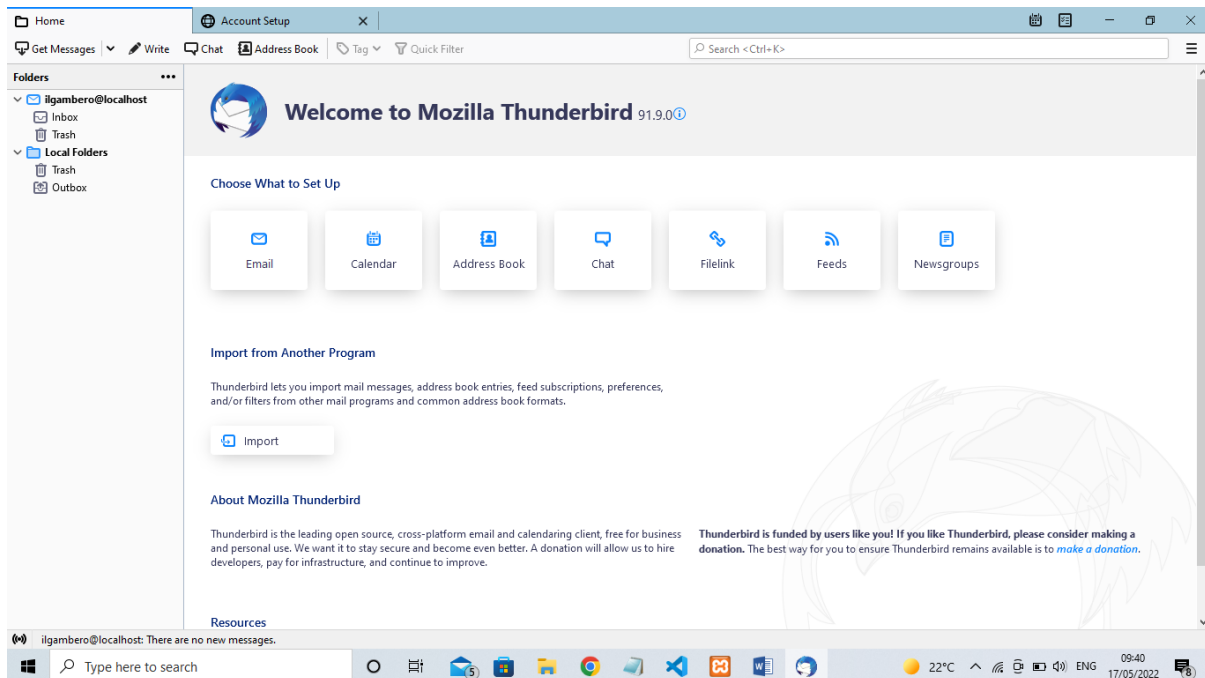 Home
Account Setup
Get Messages
Write
Chat
Address Book
Tag
Quick Filter
Search <Ctrl+K>
Folders
ilgambero@localhost
Inbox
Trash
Local Folders
Trash
Outbox
Welcome to Mozilla Thunderbird 91.9.0
Choose What to Set Up
Email
Calendar
Address Book
Chat
Filelink
Feeds
Newsgroups
Import from Another Program
Thunderbird lets you import mail messages, address book entries, feed subscriptions, preferences,
and/or filters from other mail programs and common address book formats.
Import
About Mozilla Thunderbird
Thunderbird is the leading open source, cross-platform email and calendaring client, free for business
and personal use. We want it to stay secure and become even better. A donation will allow us to hire
developers, pay for infrastructure, and continue to improve.
Thunderbird is funded by users like you! If you like Thunderbird, please consider making a
donation. The best way for you to ensure Thunderbird remains available is to make a donation.
Resources
ilgambero@localhost: There are no new messages.
Type here to search
5
W
22°C
ENG
09:40
17/05/2022
8